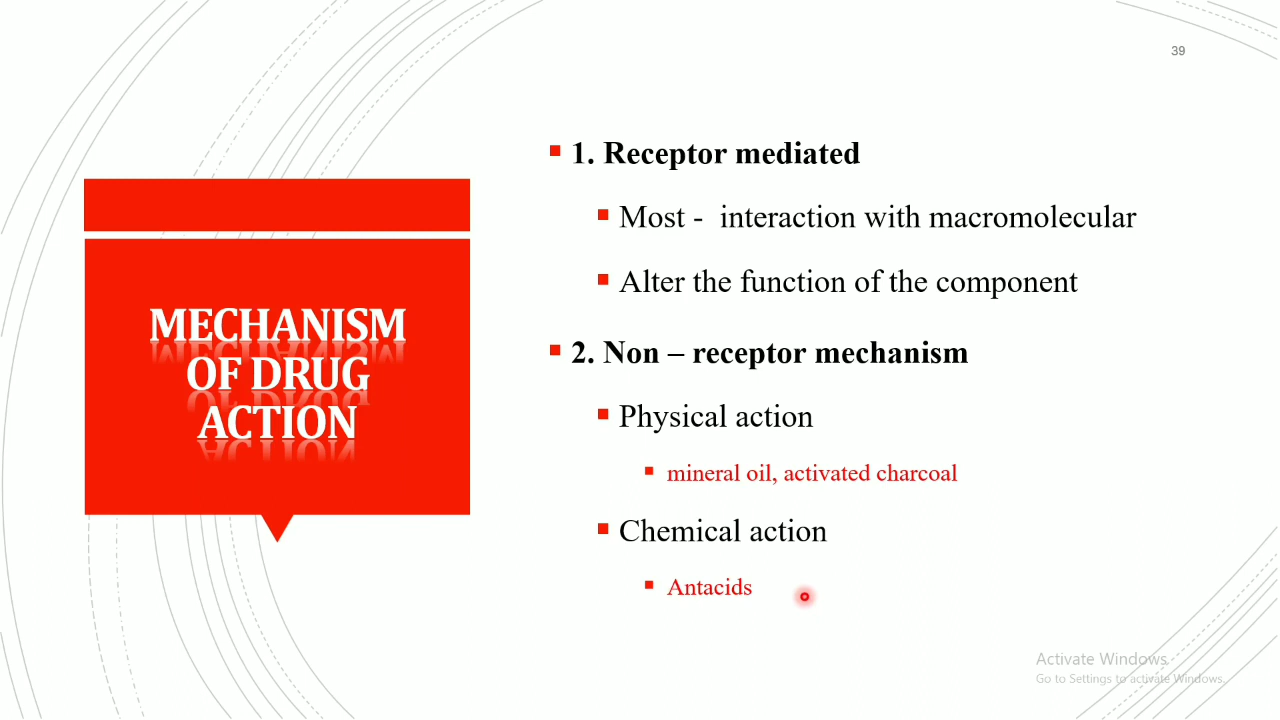 39
MECHANISM
OF DRUG
ACTION
1. Receptor mediated
Most -  interaction with macromolecular
Alter the function of the component
2. Non – receptor mechanism
Physical action
mineral oil, activated charcoal
Chemical action
Antacids
Activate Windows
Go to Settings to activate Windows.